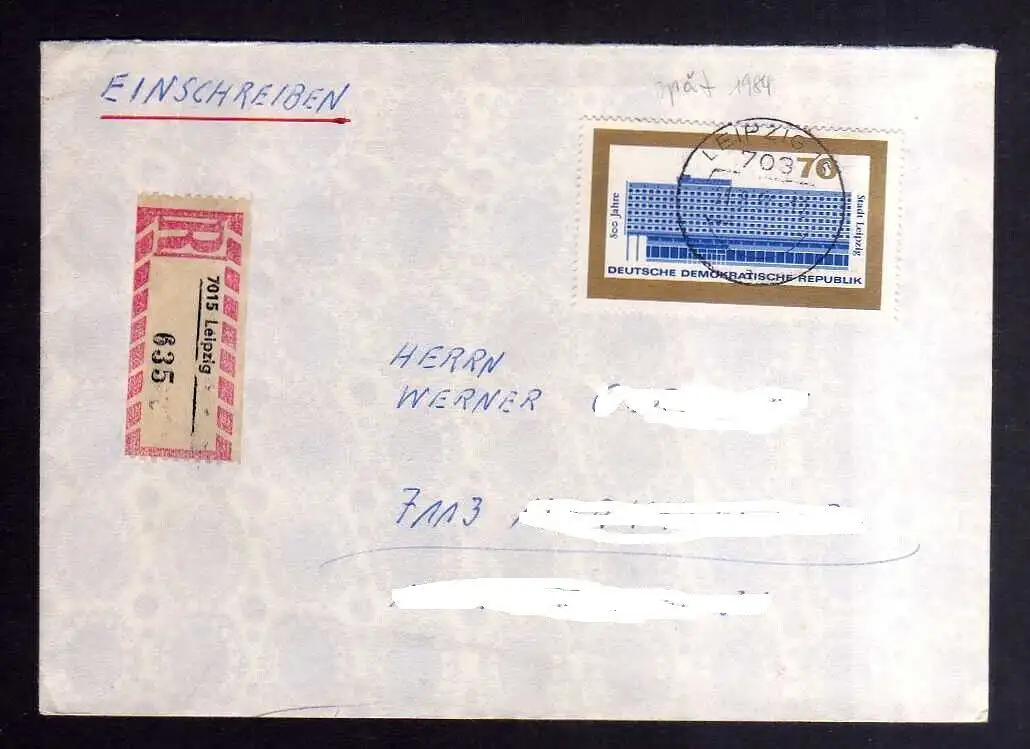 EINSCHREIBEN
spät 1984
LEIPZIG
703
70
800 Jahre
Stadt Leipzig
DEUTSCHE DEMOKRATISCHE REPUBLIK
R
7015 Leipzig
635
HERRN
WERNER
7113